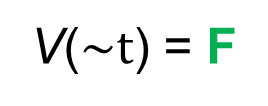 V(~t) = F